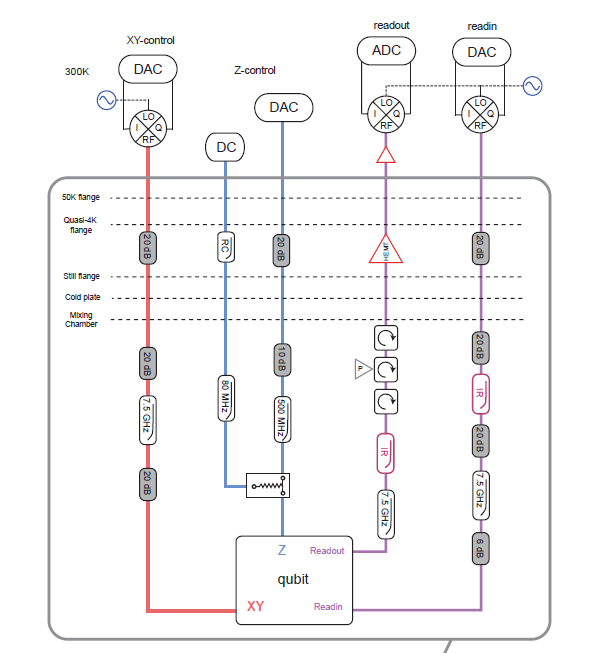 readout
readin
XY-control
ADC
DAC
300K
DAC
Z-control
LO
I
Q
RF
LO
I
Q
RF
LO
I
Q
RF
DAC
DC
50K flange
Quasi-4K
flange
20 dB
RC
20 dB
HEMT
20 dB
Still flange
Cold plate
Mixing
Chamber
20 dB
10 dB
P
20 dB
IR
7.5 GHz
80 MHz
500 MHz
IR
20 dB
20 dB
7.5 GHz
7.5 GHz
6 dB
Z
Readout
qubit
XY
Readin